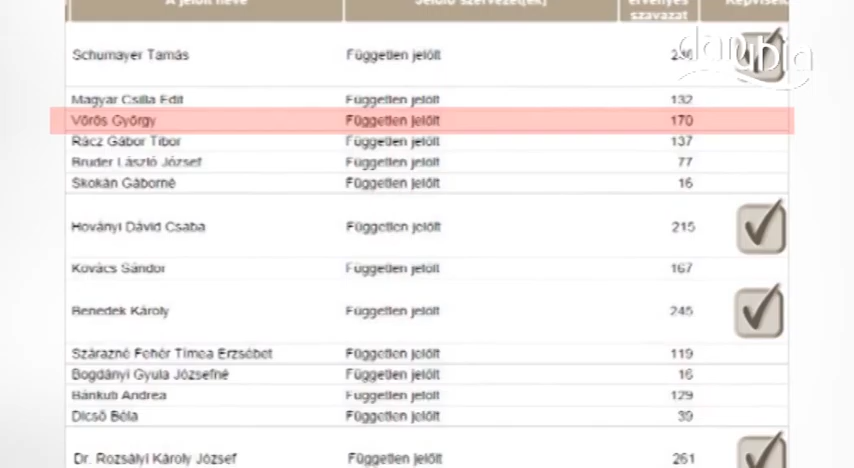 A jelölt neve Jelölő szervezet(ek) érvényes szavazat
Schumayer Tamás Független jelölt
Magyar Csilla Edit Független jelölt 132
Vörös György Független jelölt 170
Rácz Gábor Tibor Független jelölt 137
Bruder László József Független jelölt 77
Skokán Gáborné Független jelölt 16
Hoványi Dávid Csaba Független jelölt 215
Kovács Sándor Független jelölt 167
Benedek Károly Független jelölt 245
Szárazné Fehér Tímea Erzsébet Független jelölt 119
Bogdányi Gyula Józsefné Független jelölt 16
Bánkuti Andrea Független jelölt 129
Dicső Béla Független jelölt 39
Dr. Rozsályi Károly József Független jelölt 261
danubia